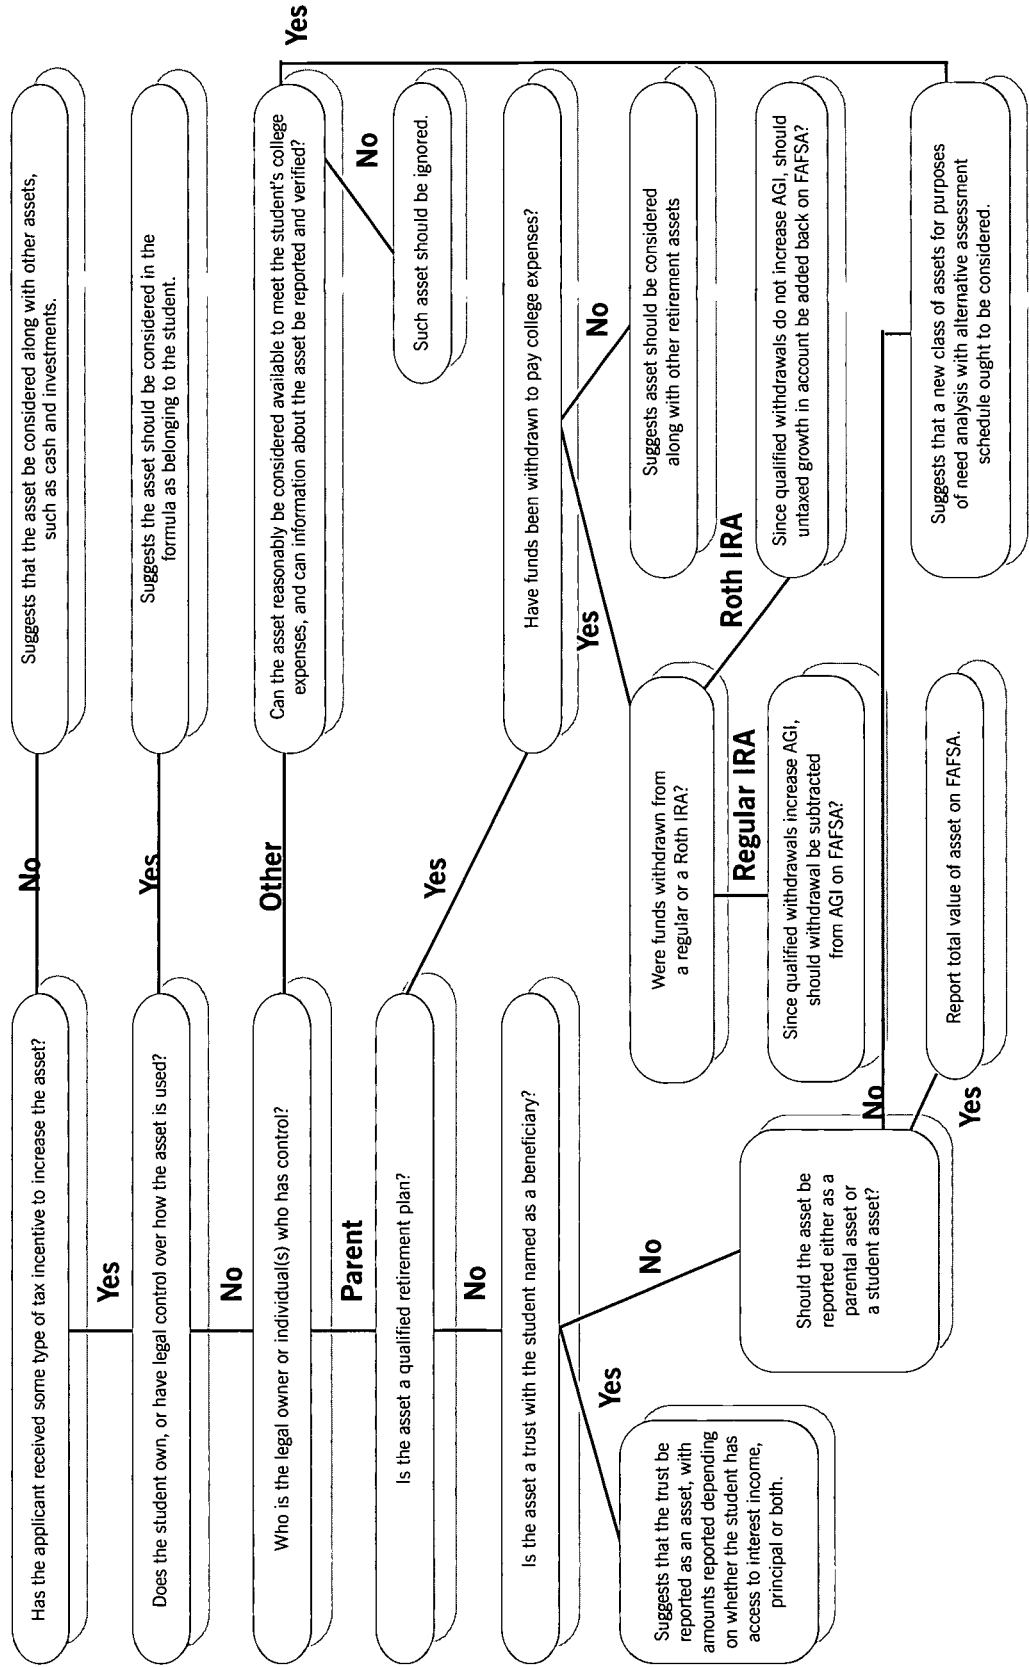 Has the applicant received some type of tax incentive to increase the asset?
No
Suggests that the asset be considered along with other assets,
such as cash and investments.
Yes
Does the student own, or have legal control over how the asset is used?
Yes
Suggests the asset should be considered in the
formula as belonging to the student.
No
Who is the legal owner or individual(s) who has control?
Other
Can the asset reasonably be considered available to meet the student's college
expenses, and can information about the asset be reported and verified?
Yes
No
Such asset should be ignored.
Parent
Is the asset a qualified retirement plan?
Yes
Have funds been withdrawn to pay college expenses?
No
Is the asset a trust with the student named as a beneficiary?
Yes
No
Were funds withdrawn from
a regular or a Roth IRA?
Suggests asset should be considered
along with other retirement assets
Regular IRA
Roth IRA
Since qualified withdrawals increase AGI,
should withdrawal be subtracted
from AGI on FAFSA?
Since qualified withdrawals do not increase AGI, should
untaxed growth in account be added back on FAFSA?
Yes
No
Suggests that the trust be
reported as an asset, with
amounts reported depending
on whether the student has
access to interest income,
principal or both.
Should the asset be
reported either as a
parental asset or
a student asset?
No
Yes
Report total value of asset on FAFSA.
Suggests that a new class of assets for purposes
of need analysis with alternative assessment
schedule ought to be considered.